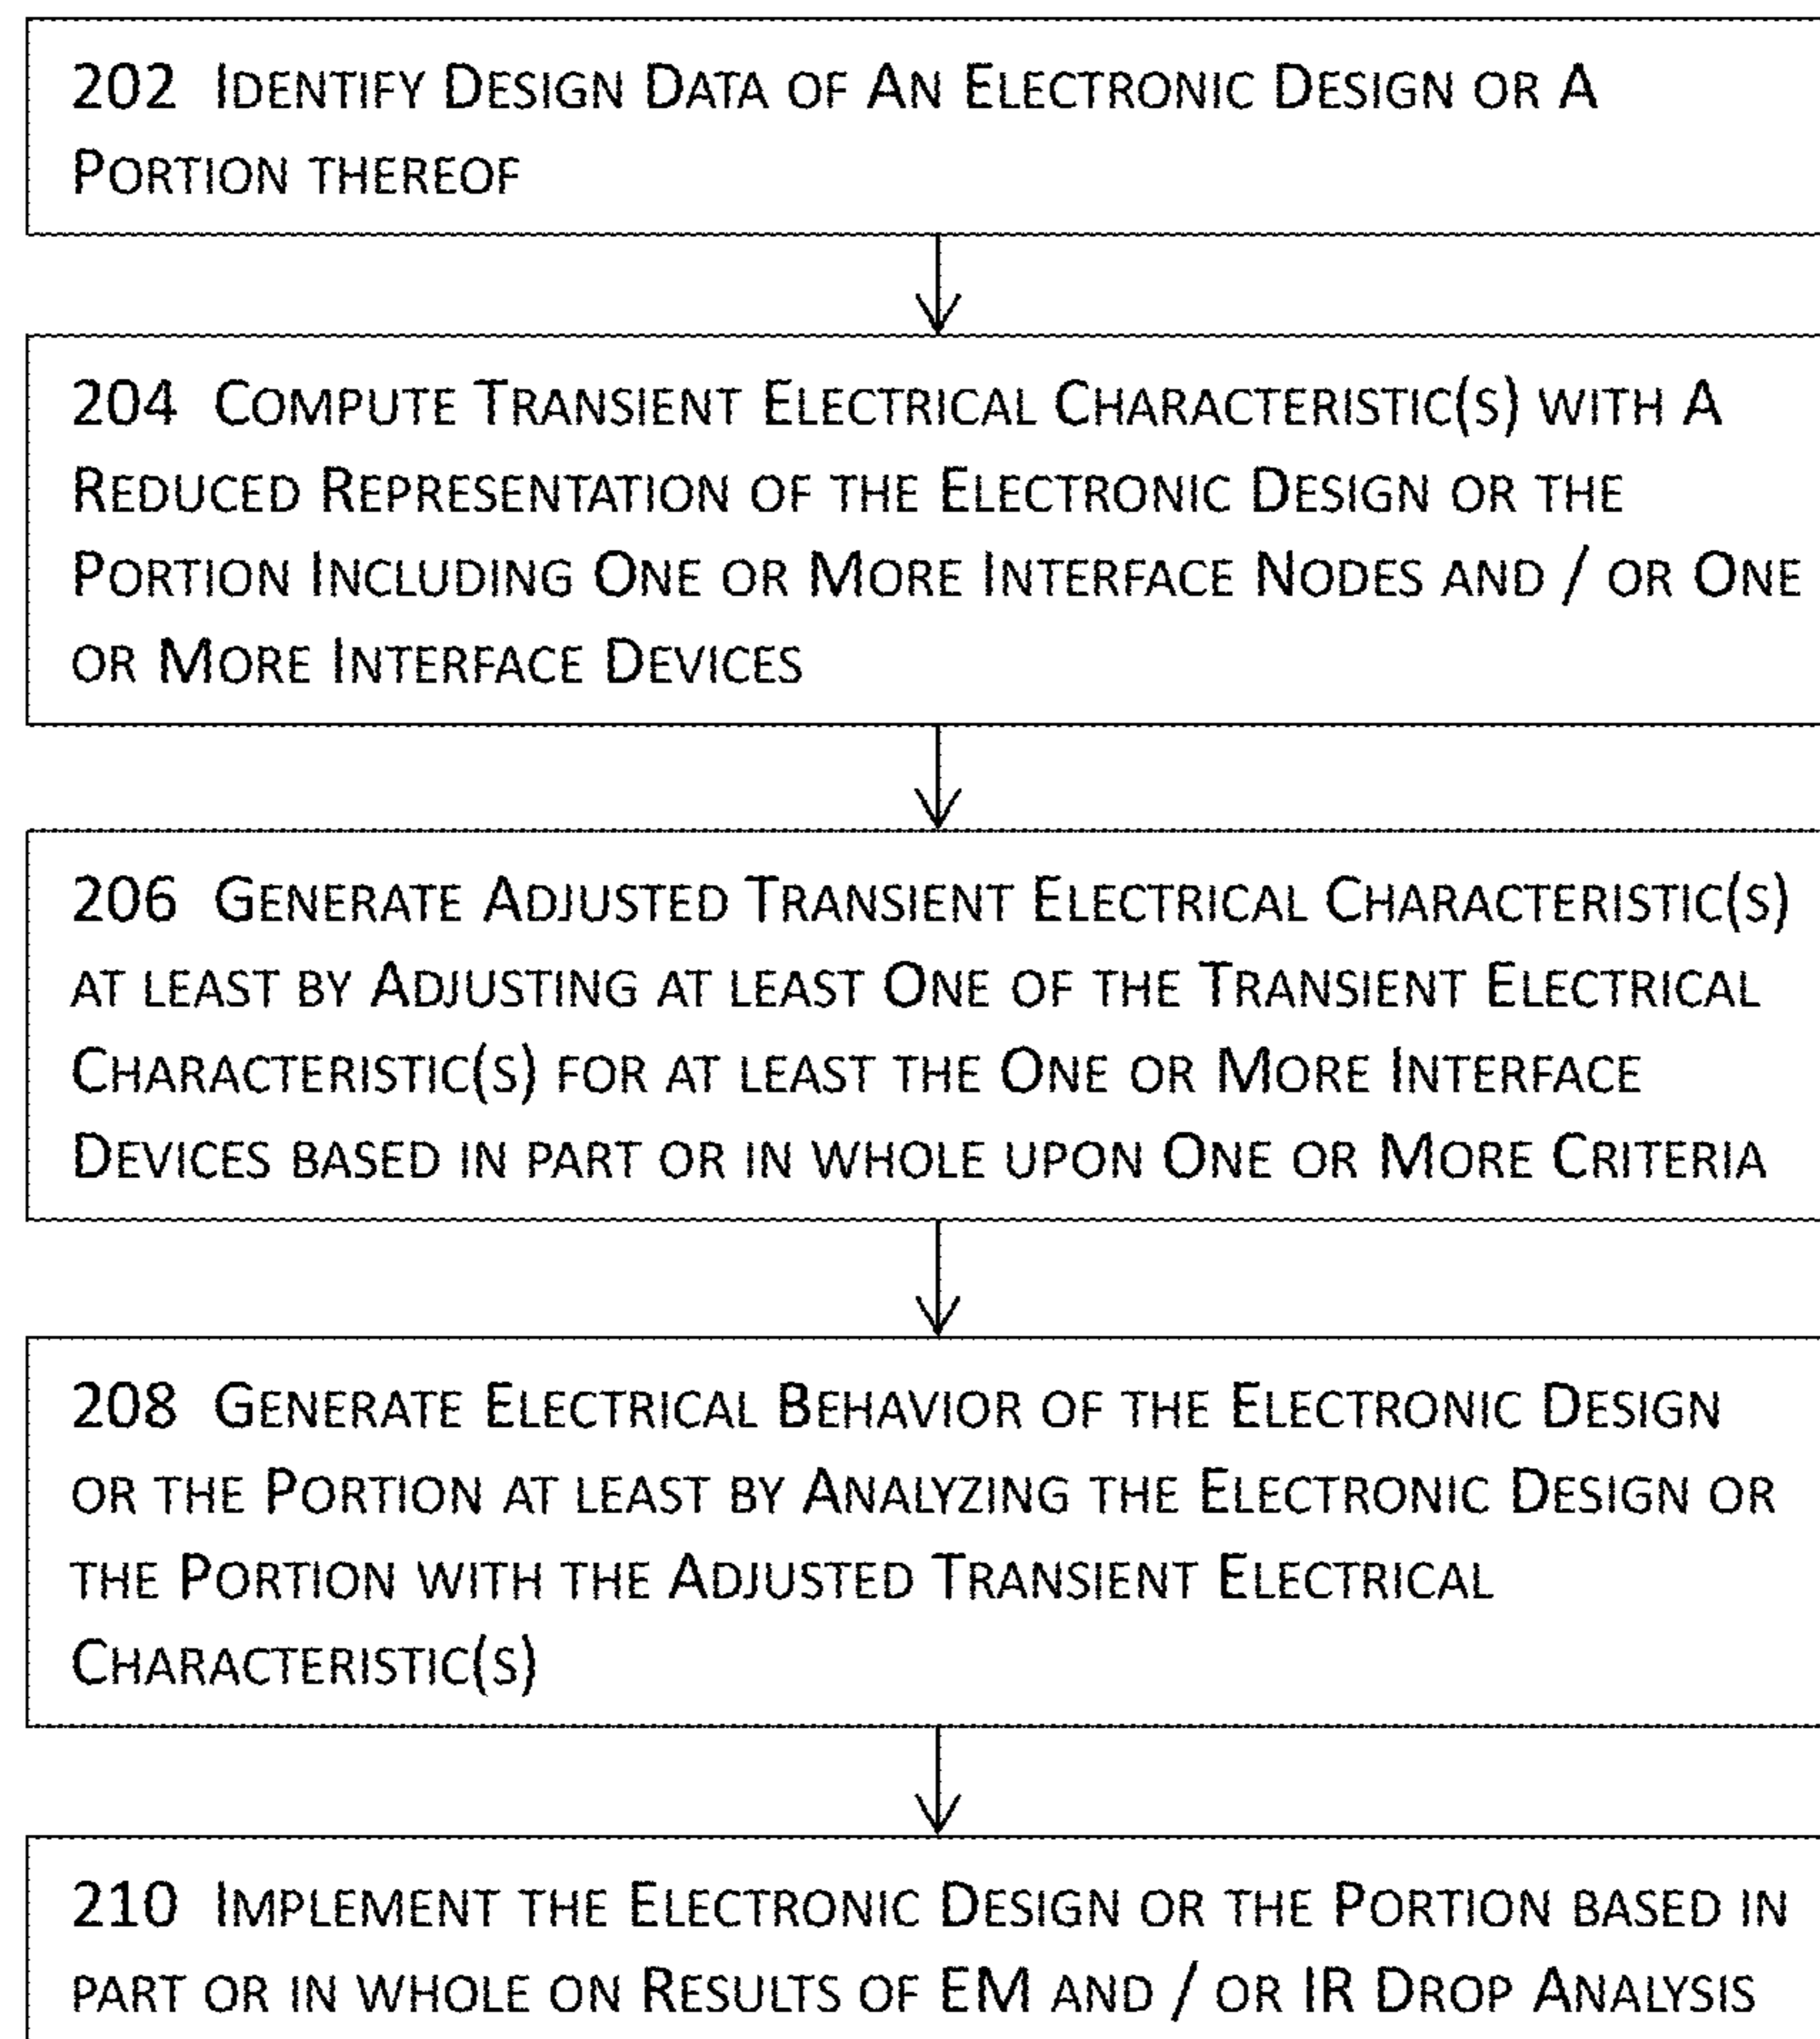 202 Identify Design Data of An Electronic Design or A
Portion thereof
204 Compute Transient Electrical Characteristic(s) with A
Reduced Representation of the Electronic Design or the
Portion Including One or More Interface Nodes and / or One
or More Interface Devices
206 Generate Adjusted Transient Electrical Characteristic(s)
at least by Adjusting at least One of the Transient Electrical
Characteristic(s) for at least the One or More Interface
Devices based in part or in whole upon One or More Criteria
208 Generate Electrical Behavior of the Electronic Design
or the Portion at least by Analyzing the Electronic Design or
the Portion with the Adjusted Transient Electrical
Characteristic(s)
210 Implement the Electronic Design or the Portion based in
part or in whole on Results of EM and / or IR Drop Analysis